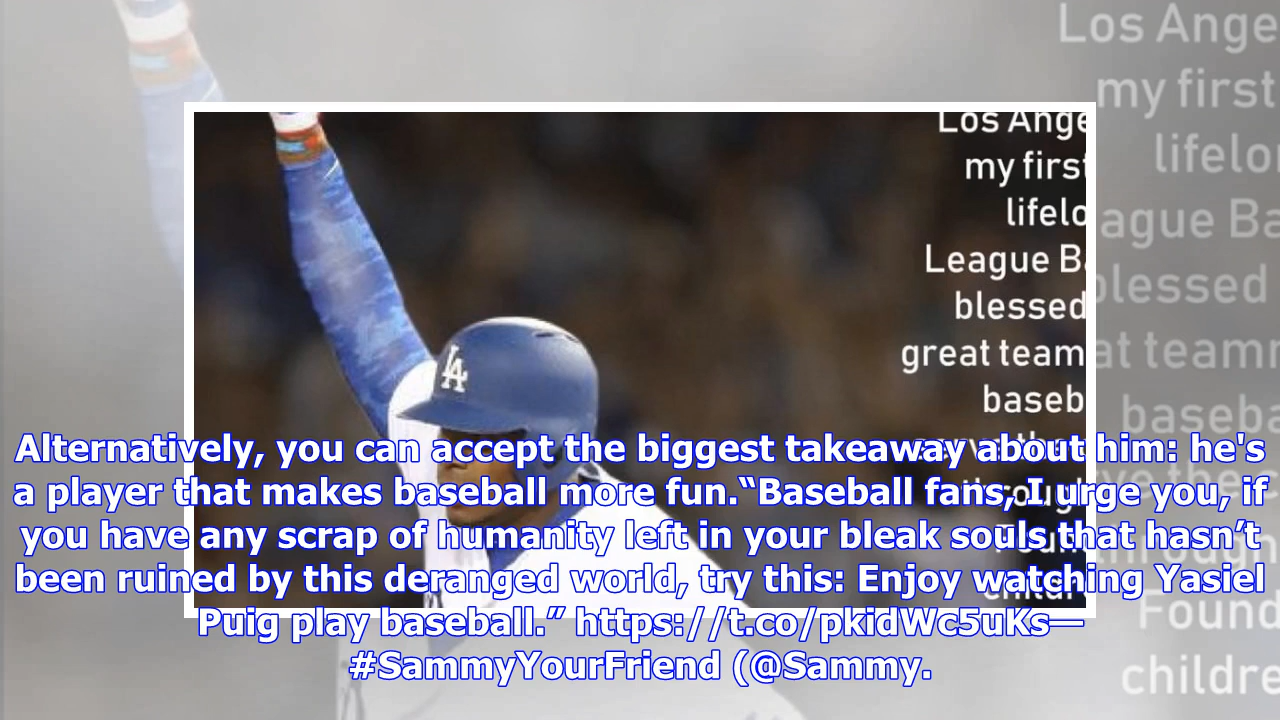 Los Ange
my first
lifelo
ague Ba
blessed
at teamr
baseba
Found
childre
Los Ange
my first
lifelo
League Ba
blessed
great team
baseb
LA
Alternatively, you can accept the biggest takeaway about him: he's
a player that makes baseball more fun.“Baseball fans, I urge you, if
you have any scrap of humanity left in your bleak souls that hasn’t
been ruined by this deranged world, try this: Enjoy watching Yasiel
Puig play baseball.” https://t.co/pkidWc5uKs—
#SammyYourFriend (@Sammy.